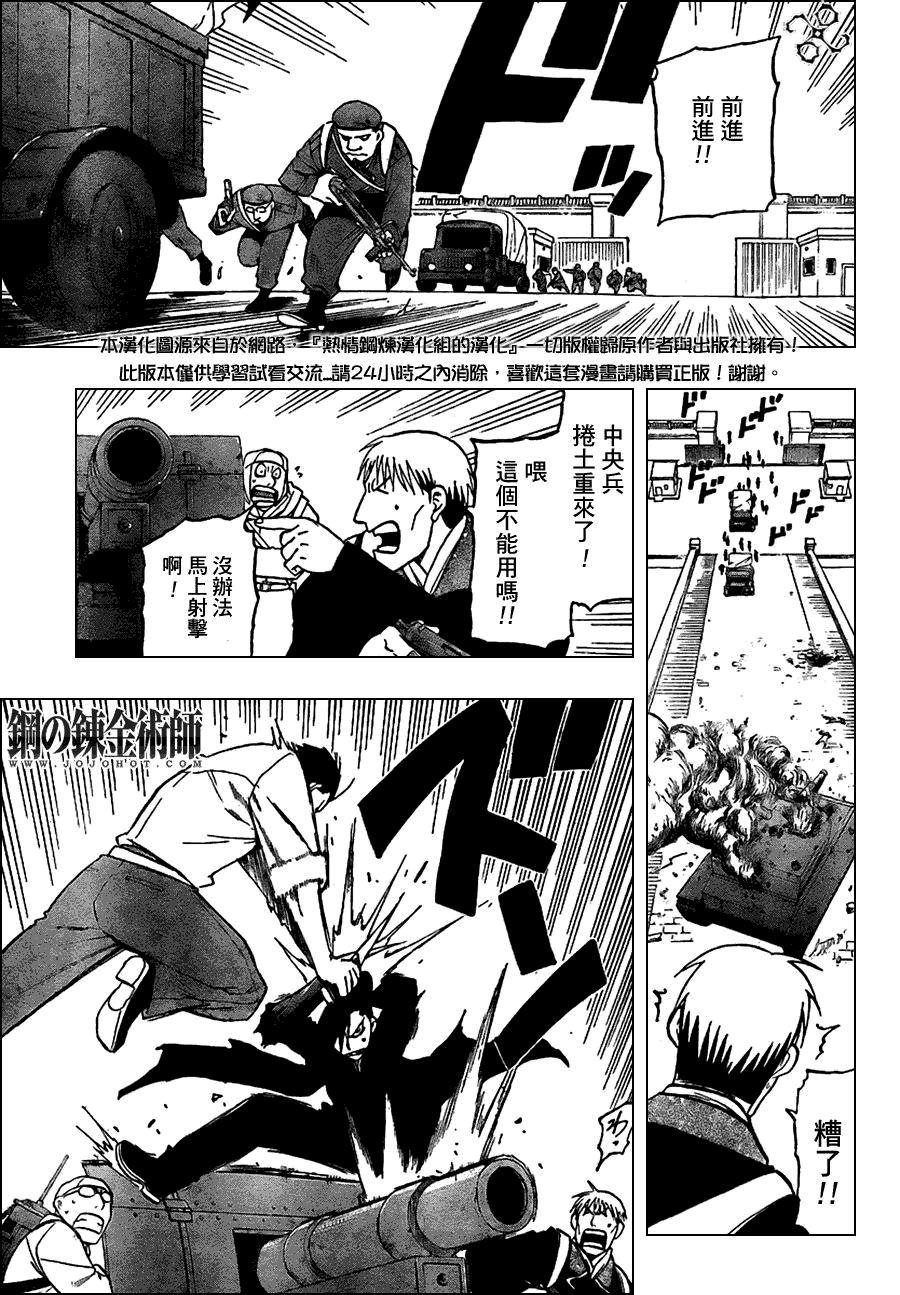 前進
前進!!
ドドド
本漢化圖源來自於網路，『熱情鋼煉漢化組的漢化』一切版權歸原作者與出版社擁有！
此版本僅供學習試看交流...請24小時之內消除，喜歡這套漫畫請購買正版！謝謝。
ドドド
ドド
ドド
糟了!!
中央兵
捲土重來了！
喂
這個不能用嗎!!
沒辦法
馬上射擊
啊！
鋼の錬金術師
WWW.JOJOHOT.COM
ズドン
わっ